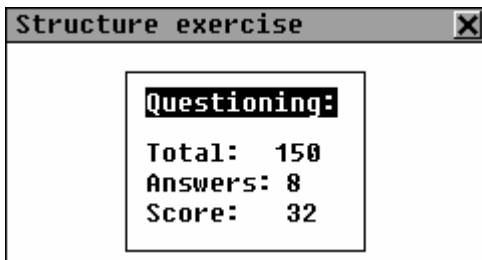 Structure exercise
Questioning:
Total: 150
Answers: 8
Score: 32